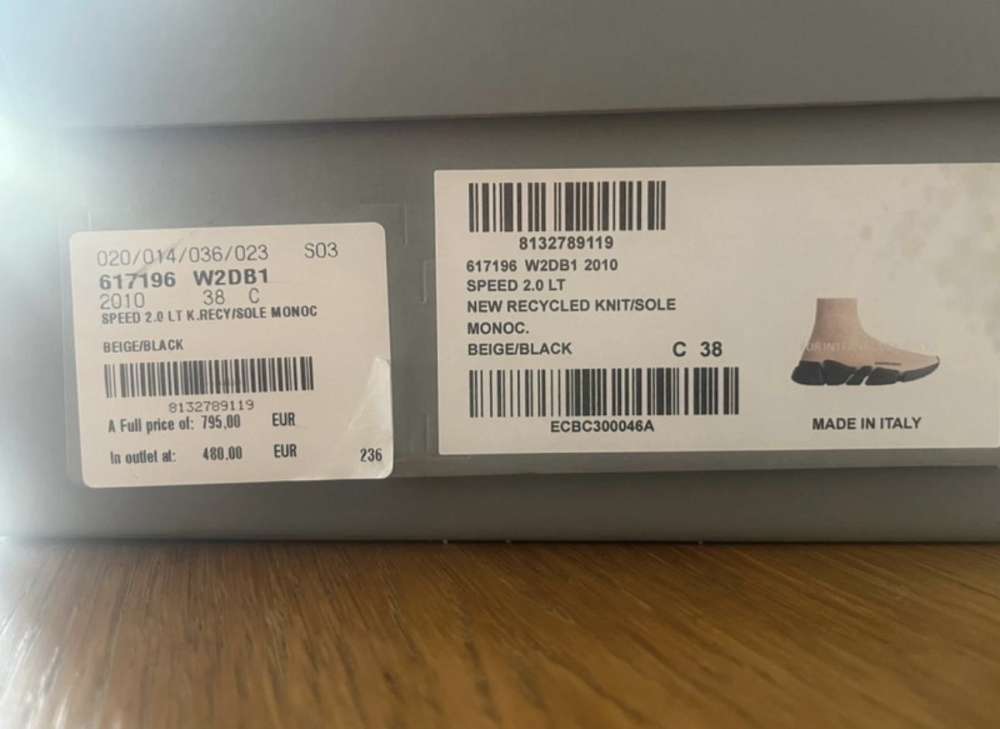 020/014/036/023 S03
617196 W2DB1
2010 38 C
SPEED 2.0 LT K.RECY/SOLE MONOC
BEIGE/BLACK
8132789119
A Full price of: 795,00 EUR
In outlet at: 480,00 EUR 236
8132789119
617196 W2DB1 2010
SPEED 2.0 LT
NEW RECYCLED KNIT/SOLE
MONOC.
BEIGE/BLACK C 38
ECBC300046A
MADE IN ITALY